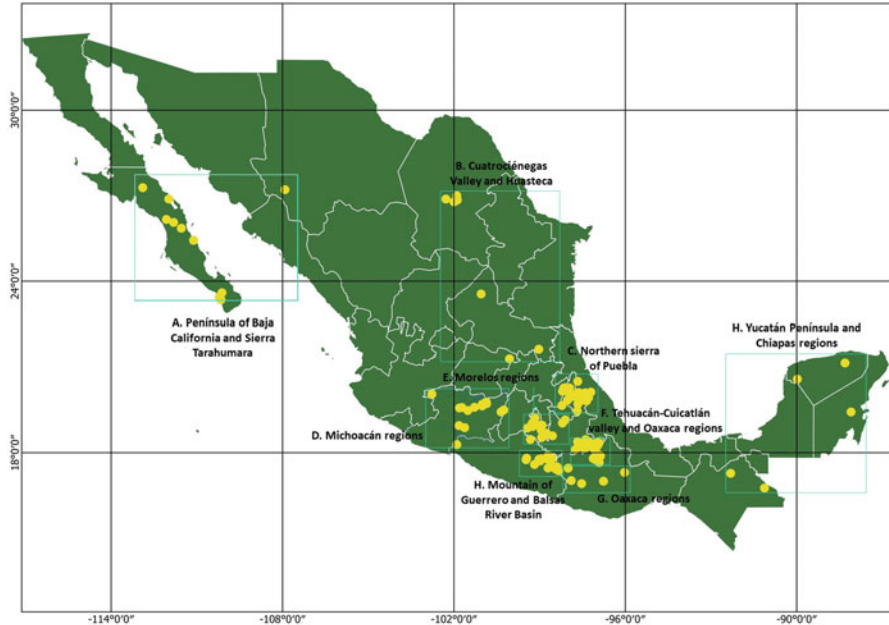 30°0'0"
24°0'0"
18°0'0"
B. Cuatrociénegas
Valley and Huasteca
A. Península of Baja
California and Sierra
Tarahumara
H. Yucatán Península and
Chiapas regions
C. Northern sierra
of Puebla
E. Morelos regions
F. Tehuacán-Cuicatlán
valley and Oaxaca regions
D. Michoacán regions
H. Mountain of
Guerrero and Balsas
River Basin
G. Oaxaca regions
-114°0'0"
-108°0'0"
-102°0'0"
-96°0'0"
-90°0'0"